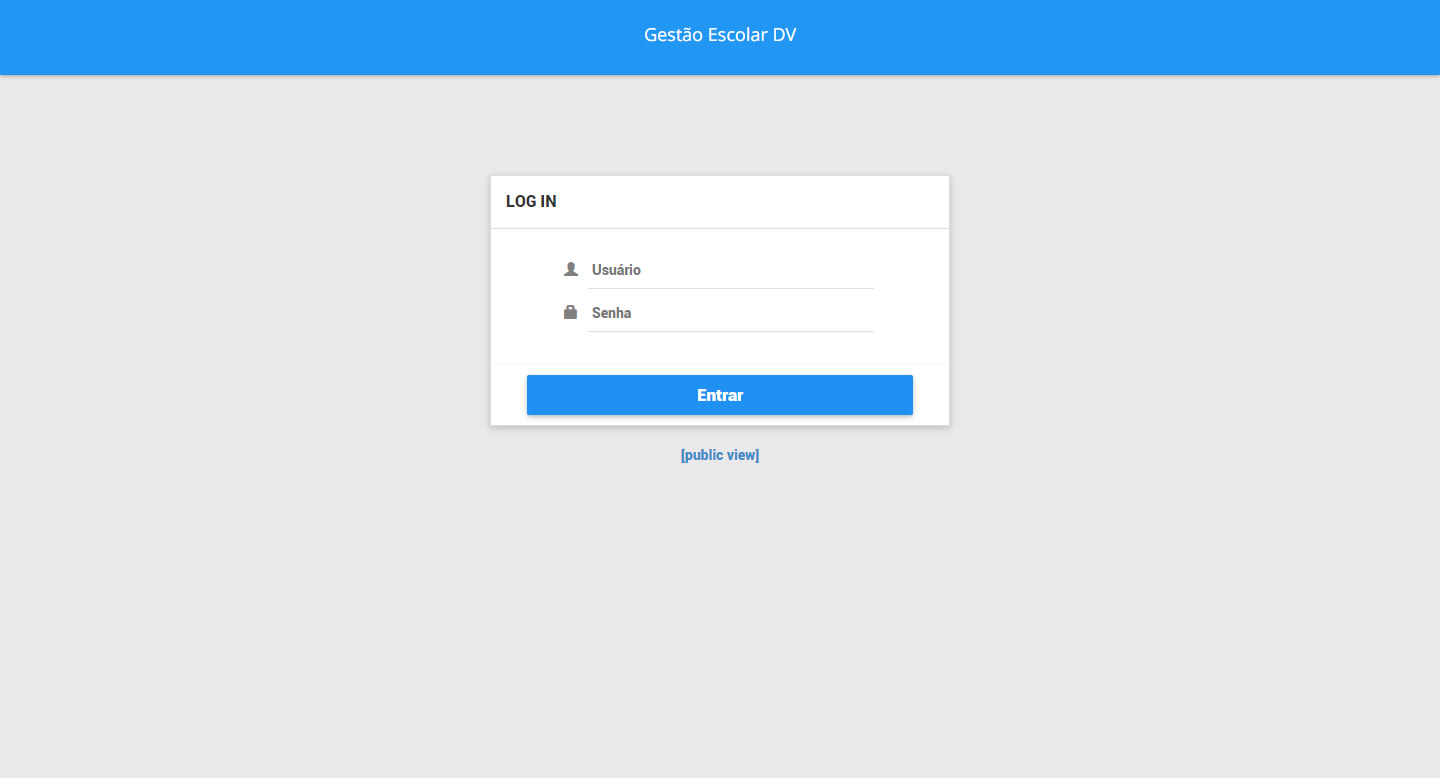 Gestão Escolar DV
LOG IN
Usuário
Senha
Entrar
[public view]